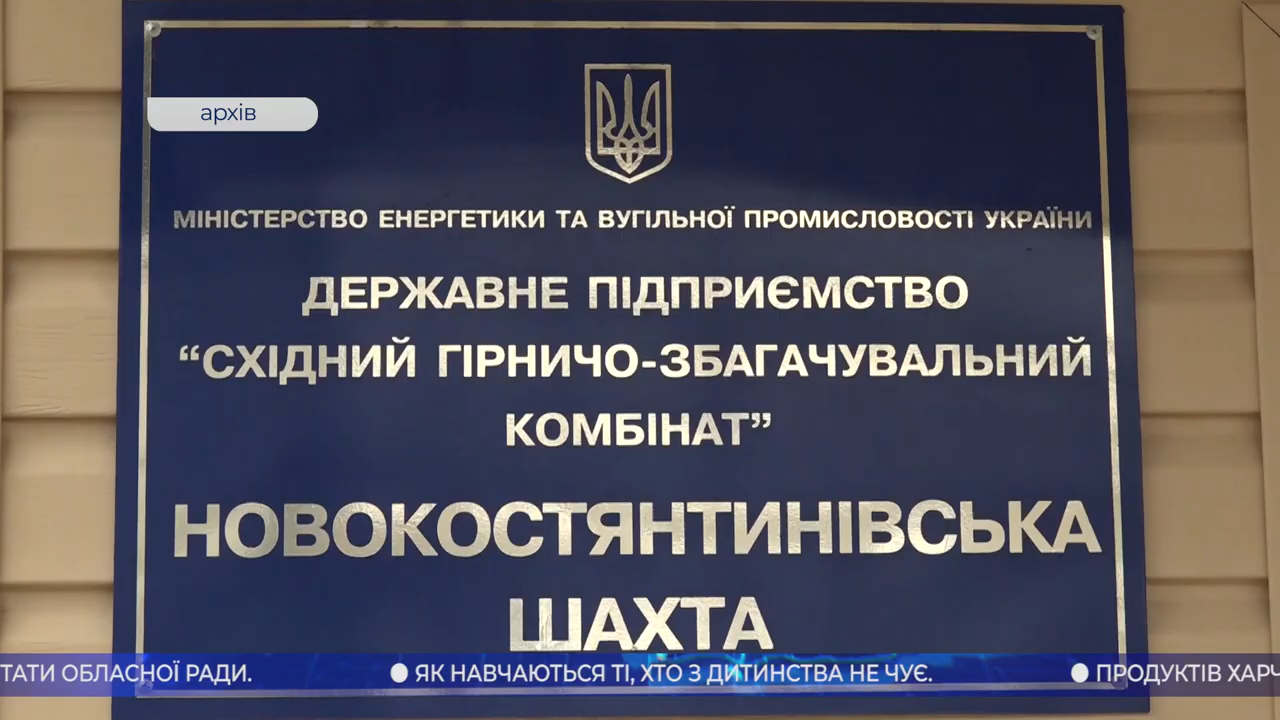 архів
МІНІСТЕРСТВО ЕНЕРГЕТИКИ ТА ВУГІЛЬНОЇ ПРОМИСЛОВОСТІ УКРАЇНИ
ДЕРЖАВНЕ ПІДПРИЄМСТВО
“СХІДНИЙ ГІРНИЧО-ЗБАГАЧУВАЛЬНИЙ
КОМБІНАТ”
НОВОКОСТЯНТИНІВСЬКА
ШАХТА
ТАТИ ОБЛАСНОЇ РАДИ. ● ЯК НАВЧАЮТЬСЯ ТІ, ХТО З ДИТИНСТВА НЕ ЧУЄ. ● ПРОДУКТІВ ХАРЧ